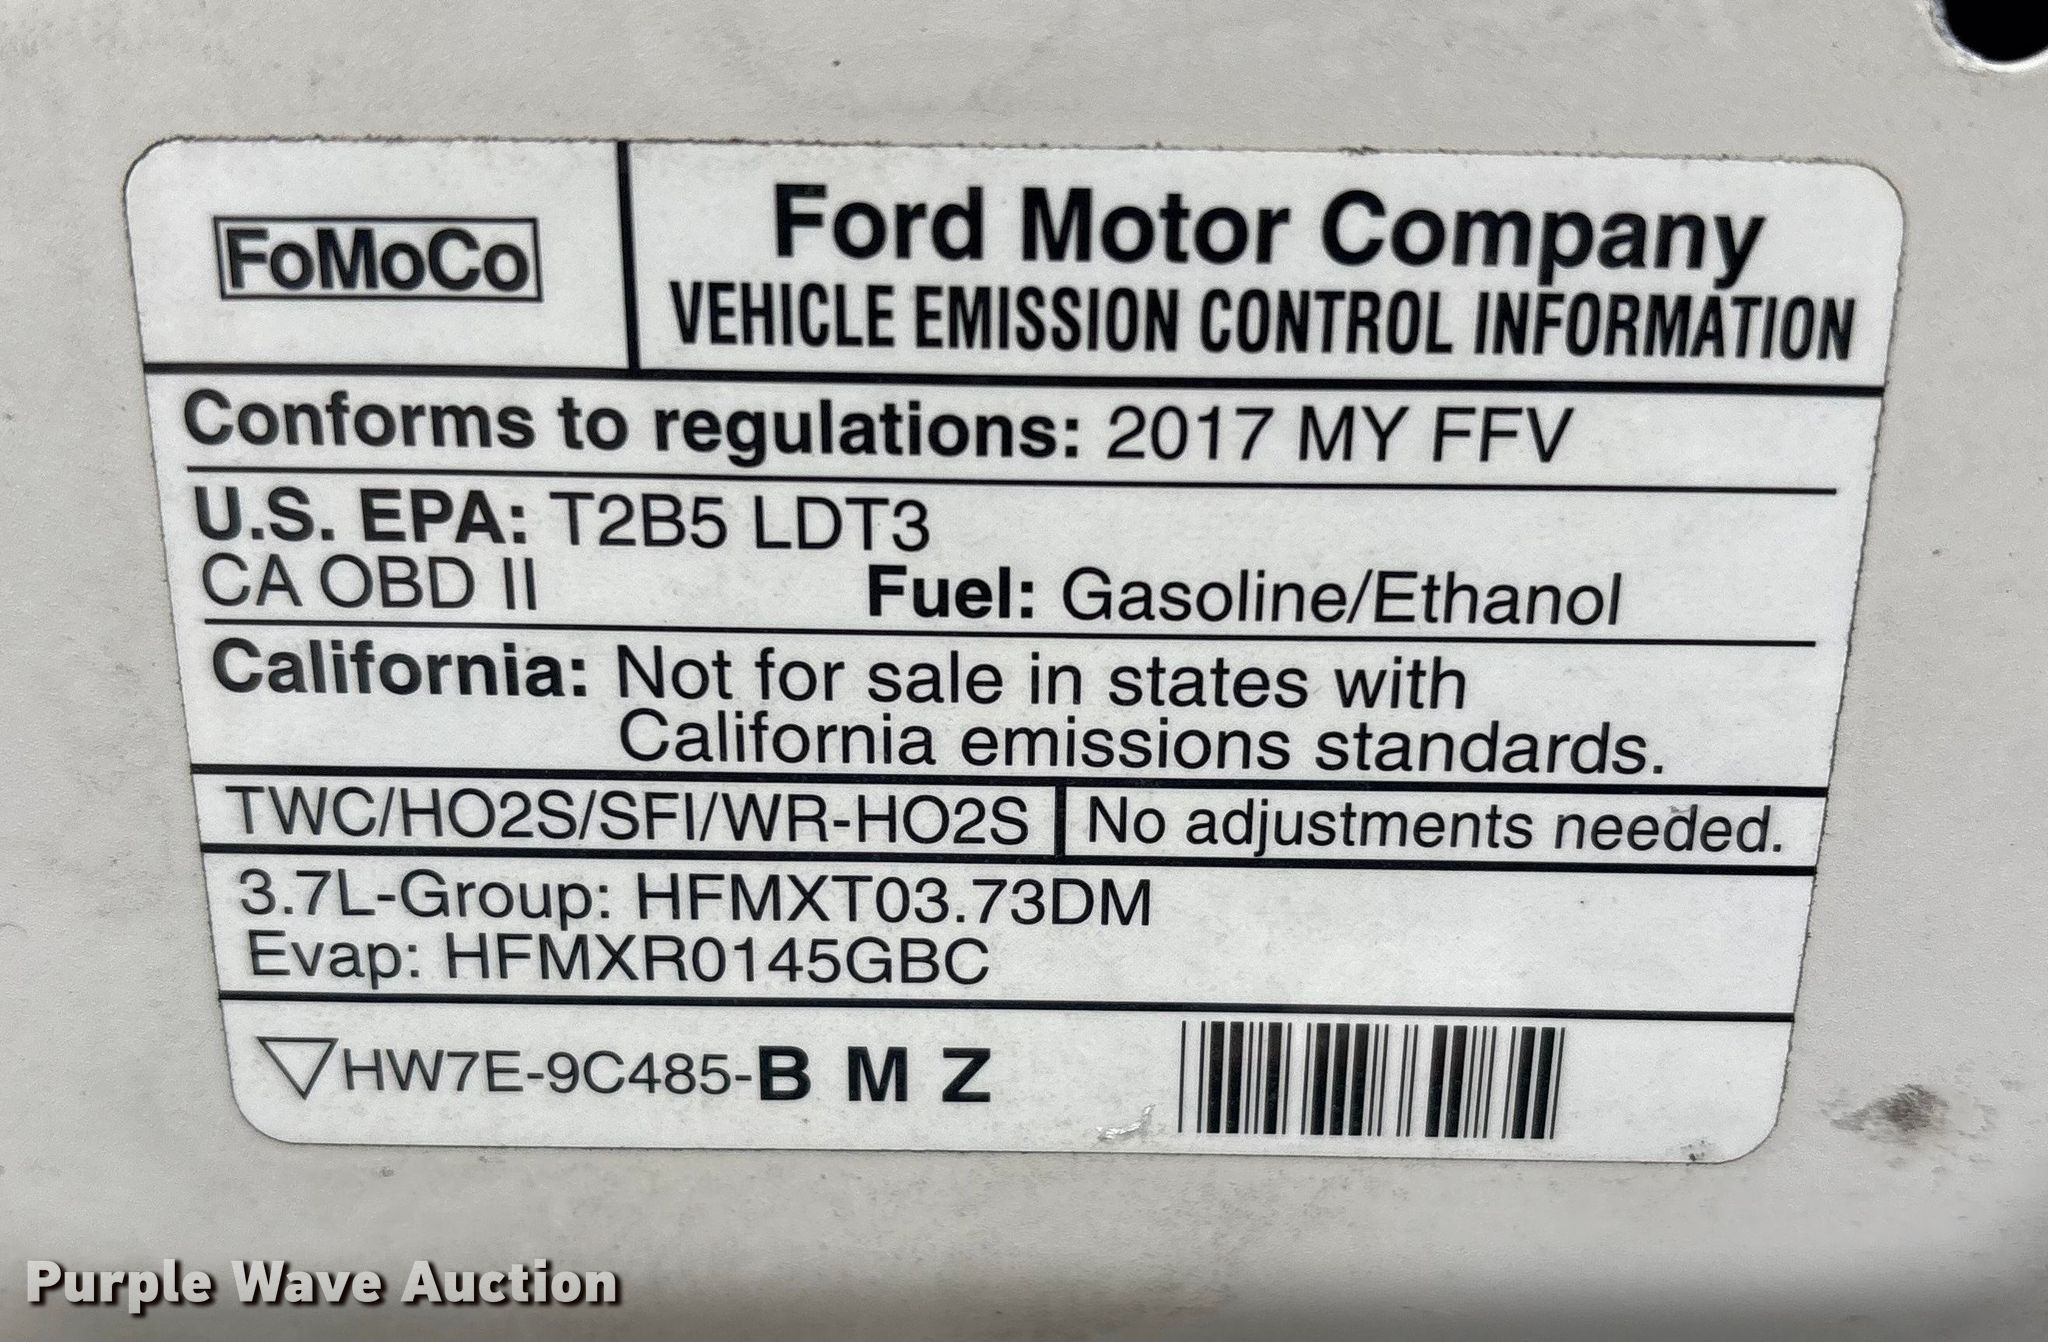 FoMoCo
Ford Motor Company
VEHICLE EMISSION CONTROL INFORMATION
Conforms to regulations: 2017 MY FFV
U.S. EPA: T2B5 LDT3
CA OBD II Fuel: Gasoline/Ethanol
California: Not for sale in states with
California emissions standards.
TWC/HO2S/SFI/WR-HO2S No adjustments needed.
3.7L-Group: HFMXT03.73DM
Evap: HFMXR0145GBC
HW7E-9C485-B M Z
Purple Wave Auction